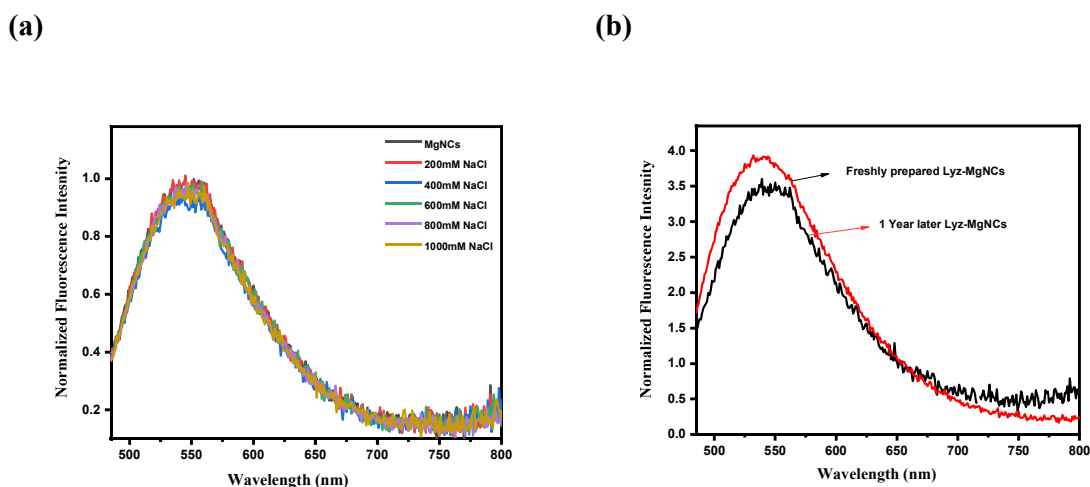 (a)
(b)
Normalized Fluorescence Intesnity
1.0
0.8
0.6
0.4
0.2
MgNCs
200mM NaCl
400mM NaCl
600mM NaCl
800mM NaCl
1000mM NaCl
500 550 600 650 700 750 800
Wavelength (nm)
Normalized Fluorescence Intesnity
4.0
3.5
3.0
2.5
2.0
1.5
1.0
0.5
0.0
Freshly prepared Lyz-MgNCs
1 Year later Lyz-MgNCs
500 550 600 650 700 750 800
Wavelength (nm)